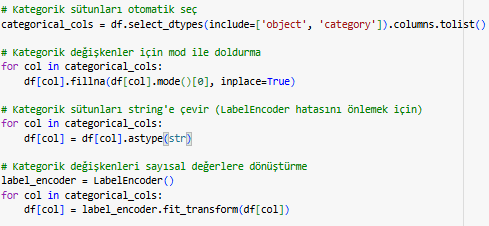 # Kategorik sütunları otomatik seç
categorical_cols = df.select_dtypes(include=['object', 'category']).columns.tolist()
# Kategorik değişkenler için mod ile doldurma
for col in categorical_cols:
    df[col].fillna(df[col].mode()[0], inplace=True)
# Kategorik sütunları string'e çevir (LabelEncoder hatasını önlemek için)
for col in categorical_cols:
    df[col] = df[col].astype(str)
# Kategorik değişkenleri sayısal değerlere dönüştürme
label_encoder = LabelEncoder()
for col in categorical_cols:
    df[col] = label_encoder.fit_transform(df[col])